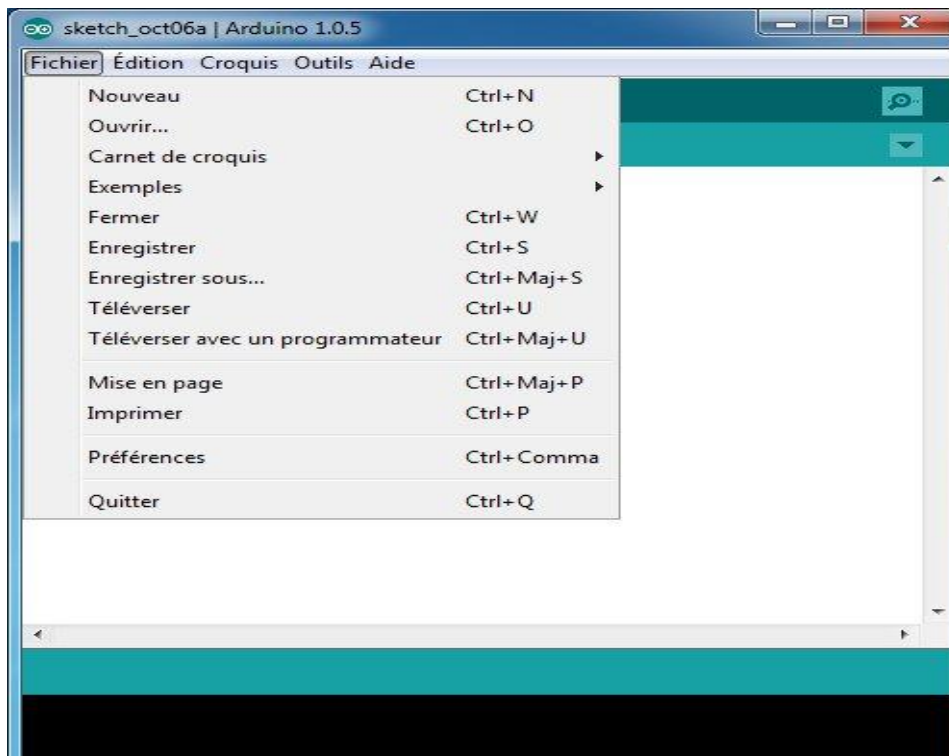 sketch_oct06a | Arduino 1.0.5
Fichier Édition Croquis Outils Aide
Nouveau Ctrl+N
Ouvrir... Ctrl+O
Carnet de croquis
Exemples
Fermer Ctrl+W
Enregistrer Ctrl+S
Enregistrer sous... Ctrl+Maj+S
Téléverser Ctrl+U
Téléverser avec un programmateur Ctrl+Maj+U
Mise en page Ctrl+Maj+P
Imprimer Ctrl+P
Préférences Ctrl+Comma
Quitter Ctrl+Q